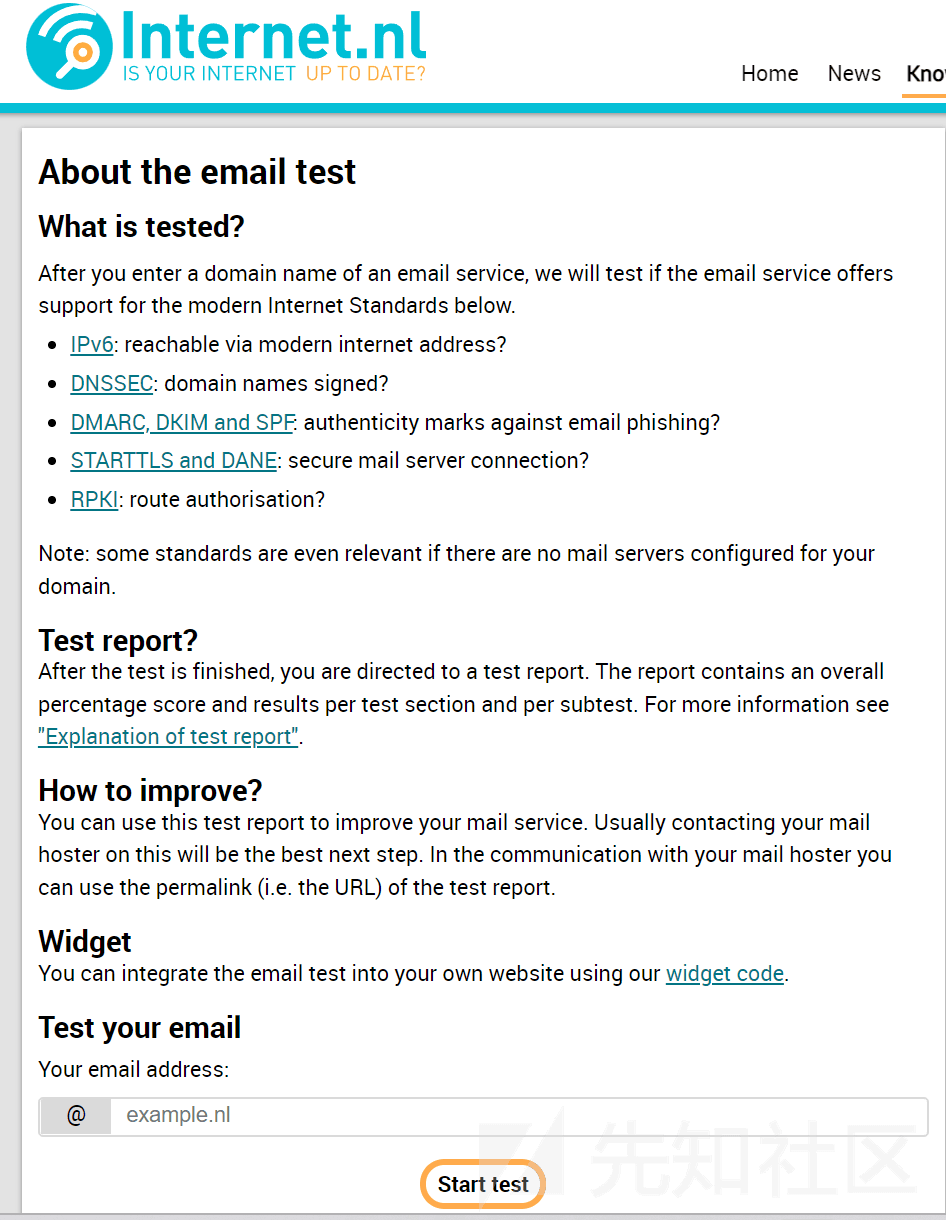 Internet.nl
IS YOUR INTERNET UP TO DATE?
Home News Kno
About the email test
What is tested?
After you enter a domain name of an email service, we will test if the email service offers
support for the modern Internet Standards below.
• IPv6: reachable via modern internet address?
• DNSSEC: domain names signed?
• DMARC, DKIM and SPF: authenticity marks against email phishing?
• STARTTLS and DANE: secure mail server connection?
• RPKI: route authorisation?
Note: some standards are even relevant if there are no mail servers configured for your
domain.
Test report?
After the test is finished, you are directed to a test report. The report contains an overall
percentage score and results per test section and per subtest. For more information see
"Explanation of test report".
How to improve?
You can use this test report to improve your mail service. Usually contacting your mail
hoster on this will be the best next step. In the communication with your mail hoster you
can use the permalink (i.e. the URL) of the test report.
Widget
You can integrate the email test into your own website using our widget code.
Test your email
Your email address:
@ example.nl
Start test
先知社区